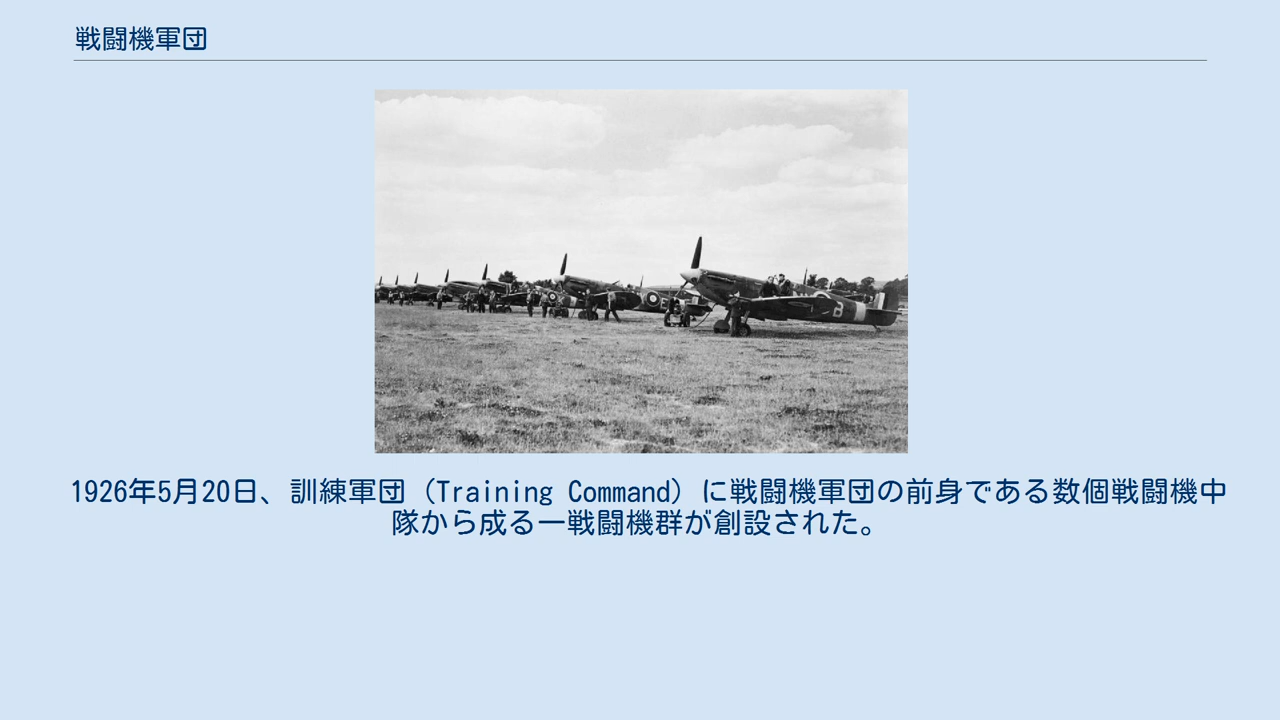 戦闘機軍団
1926年5月20日、訓練軍団（Training Command）に戦闘機軍団の前身である数個戦闘機中
隊から成る一戦闘機群が創設された。